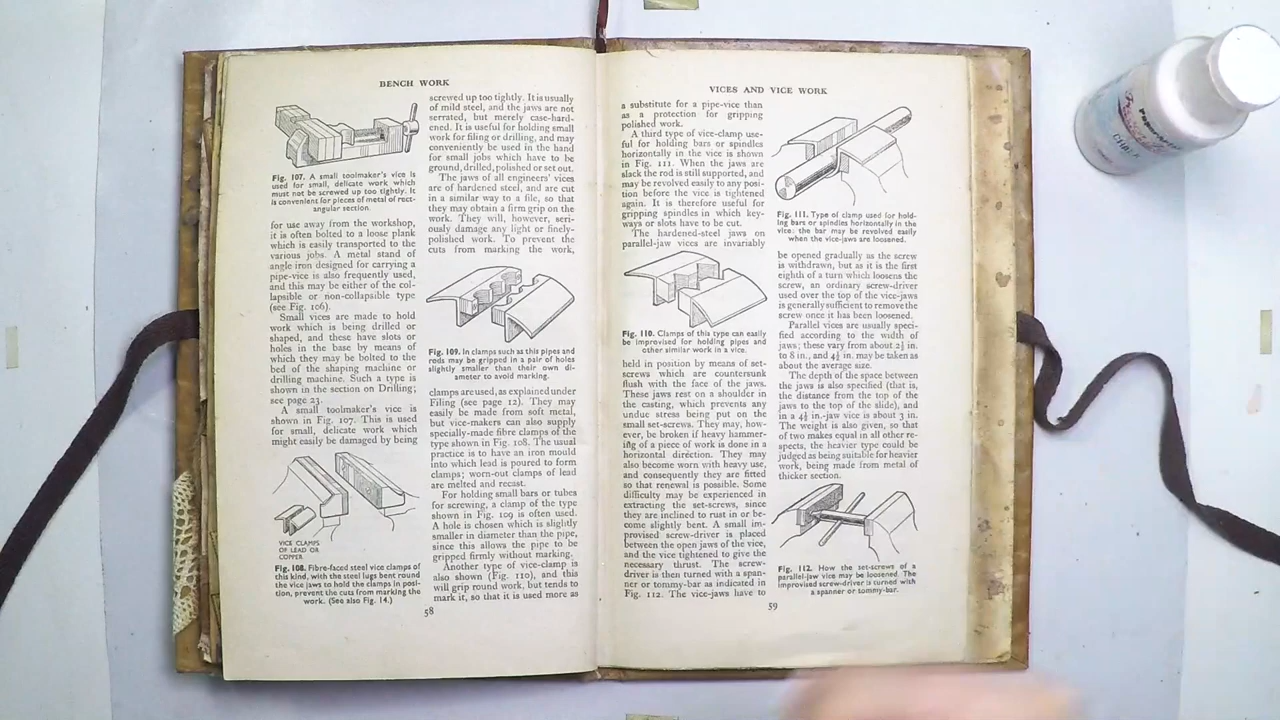 BENCH WORK
Fig. 107. A small toolmaker's vice is
used for small, delicate work which
must not be screwed up too tightly. It
is convenient for pieces of metal of rect-
angular section.
for use away from the workshop,
it is often bolted to a loose plank
which is easily transported to the
various jobs. A metal stand of
angle iron designed for carrying a
pipe-vice is also frequently used,
and this may be either of the col-
lapsible or non-collapsible type
(see Fig. 106).
Small vices are made to hold
work which is being drilled or
shaped, and these have slots or
holes in the base by means of
which they may be bolted to the
bed of the shaping machine or
drilling machine. Such a type is
shown in the section on Drilling;
see page 23.
A small toolmaker's vice is
shown in Fig. 107. This is used
for small, delicate work which
might easily be damaged by being
VICE CLAMPS
OF LEAD OR
COPPER.
Fig. 108. Fibre-faced steel vice clamps of
this kind, with the steel lugs bent round
the vice jaws to hold the clamps in posi-
tion, prevent the cuts from marking the
work. (See also Fig. 14.)
screwed up too tightly. It is usually
of mild steel, and the jaws are not
serrated, but merely case-hard-
ened. It is useful for holding small
work for filing or drilling, and may
conveniently be used in the hand
for small jobs which have to be
ground, drilled, polished or set out.
The jaws of all engineers' vices
are of hardened steel, and are cut
in a similar way to a file, so that
they may obtain a firm grip on the
work. They will, however, seri-
ously damage any light or finely-
polished work. To prevent the
cuts from marking the work,
Fig. 109. In clamps such as this pipes and
reds may be gripped in a pair of holes
slightly smaller than their own di-
ameter to avoid marking.
clamps are used, as explained under
Filing (see page 12). They may
easily be made from soft metal,
but vice-makers can also supply
specially-made fibre clamps of the
type shown in Fig. 108. The usual
practice is to have an iron mould
into which lead is poured to form
clamps; worn-out clamps of lead
are melted and recast.
For holding small bars or tubes
for screwing, a clamp of the type
shown in Fig. 109 is often used.
A hole is chosen which is slightly
smaller in diameter than the pipe,
since this allows the pipe to be
gripped firmly without marking.
Another type of vice-clamp is
also shown (Fig. 110), and this
will grip round work, but tends to
mark it, so that it is used more as
58
VICES AND VICE WORK
a substitute for a pipe-vice than
as a protection for gripping
polished work.
A third type of vice-clamp use-
ful for holding bars or spindles
horizontally in the vice is shown
in Fig. 111. When the jaws are
slack the rod is still supported, and
may be revolved easily to any posi-
tion before the vice is tightened
again. It is therefore useful for
gripping spindles in which key-
ways or slots have to be cut.
The hardened-steel jaws on
parallel-jaw vices are invariably
Fig. 110. Clamps of this type can easily
be improvised for holding pipes and
other similar work in a vice.
held in position by means of set-
screws which are countersunk
flush with the face of the jaws.
These jaws rest on a shoulder in
the casting, which prevents any
undue stress being put on the
small set-screws. They may, how-
ever, be broken if heavy hammer-
ing of a piece of work is done in a
horizontal direction. They may
also become worn with heavy use,
and consequently they are fitted
so that renewal is possible. Some
difficulty may be experienced in
extracting the set-screws, since
they are inclined to rust in or be-
come slightly bent. A small im-
provised screw-driver is placed
between the open jaws of the vice,
and the vice tightened to give the
necessary thrust. The screw-
driver is then turned with a span-
ner or tommy-bar as indicated in
Fig. 112. The vice-jaws have to
Fig. 111. Type of clamp used for hold-
ing bars or spindles horizontally in the
vice: the bar may be revolved easily
when the vice-jaws are loosened.
be opened gradually as the screw
is withdrawn, but as it is the first
eighth of a turn which loosens the
screw, an ordinary screw-driver
used over the top of the vice-jaws
is generally sufficient to remove the
screw once it has been loosened.
Parallel vices are usually speci-
fied according to the width of
jaws; these vary from about 2½ in.
to 8 in., and 4½ in. may be taken as
about the average size.
The depth of the space between
the jaws is also specified (that is,
the distance from the top of the
jaws to the top of the slide), and
in a 4½ in.-jaw vice is about 3 in.
The weight is also given, so that
of two makes equal in all other re-
spects, the heavier type could be
judged as being suitable for heavier
work, being made from metal of
thicker section.
Fig. 112. How the set-screws of a
parallel-jaw vice may be loosened. The
improvised screw-driver is turned with
a spanner or tommy-bar.
59